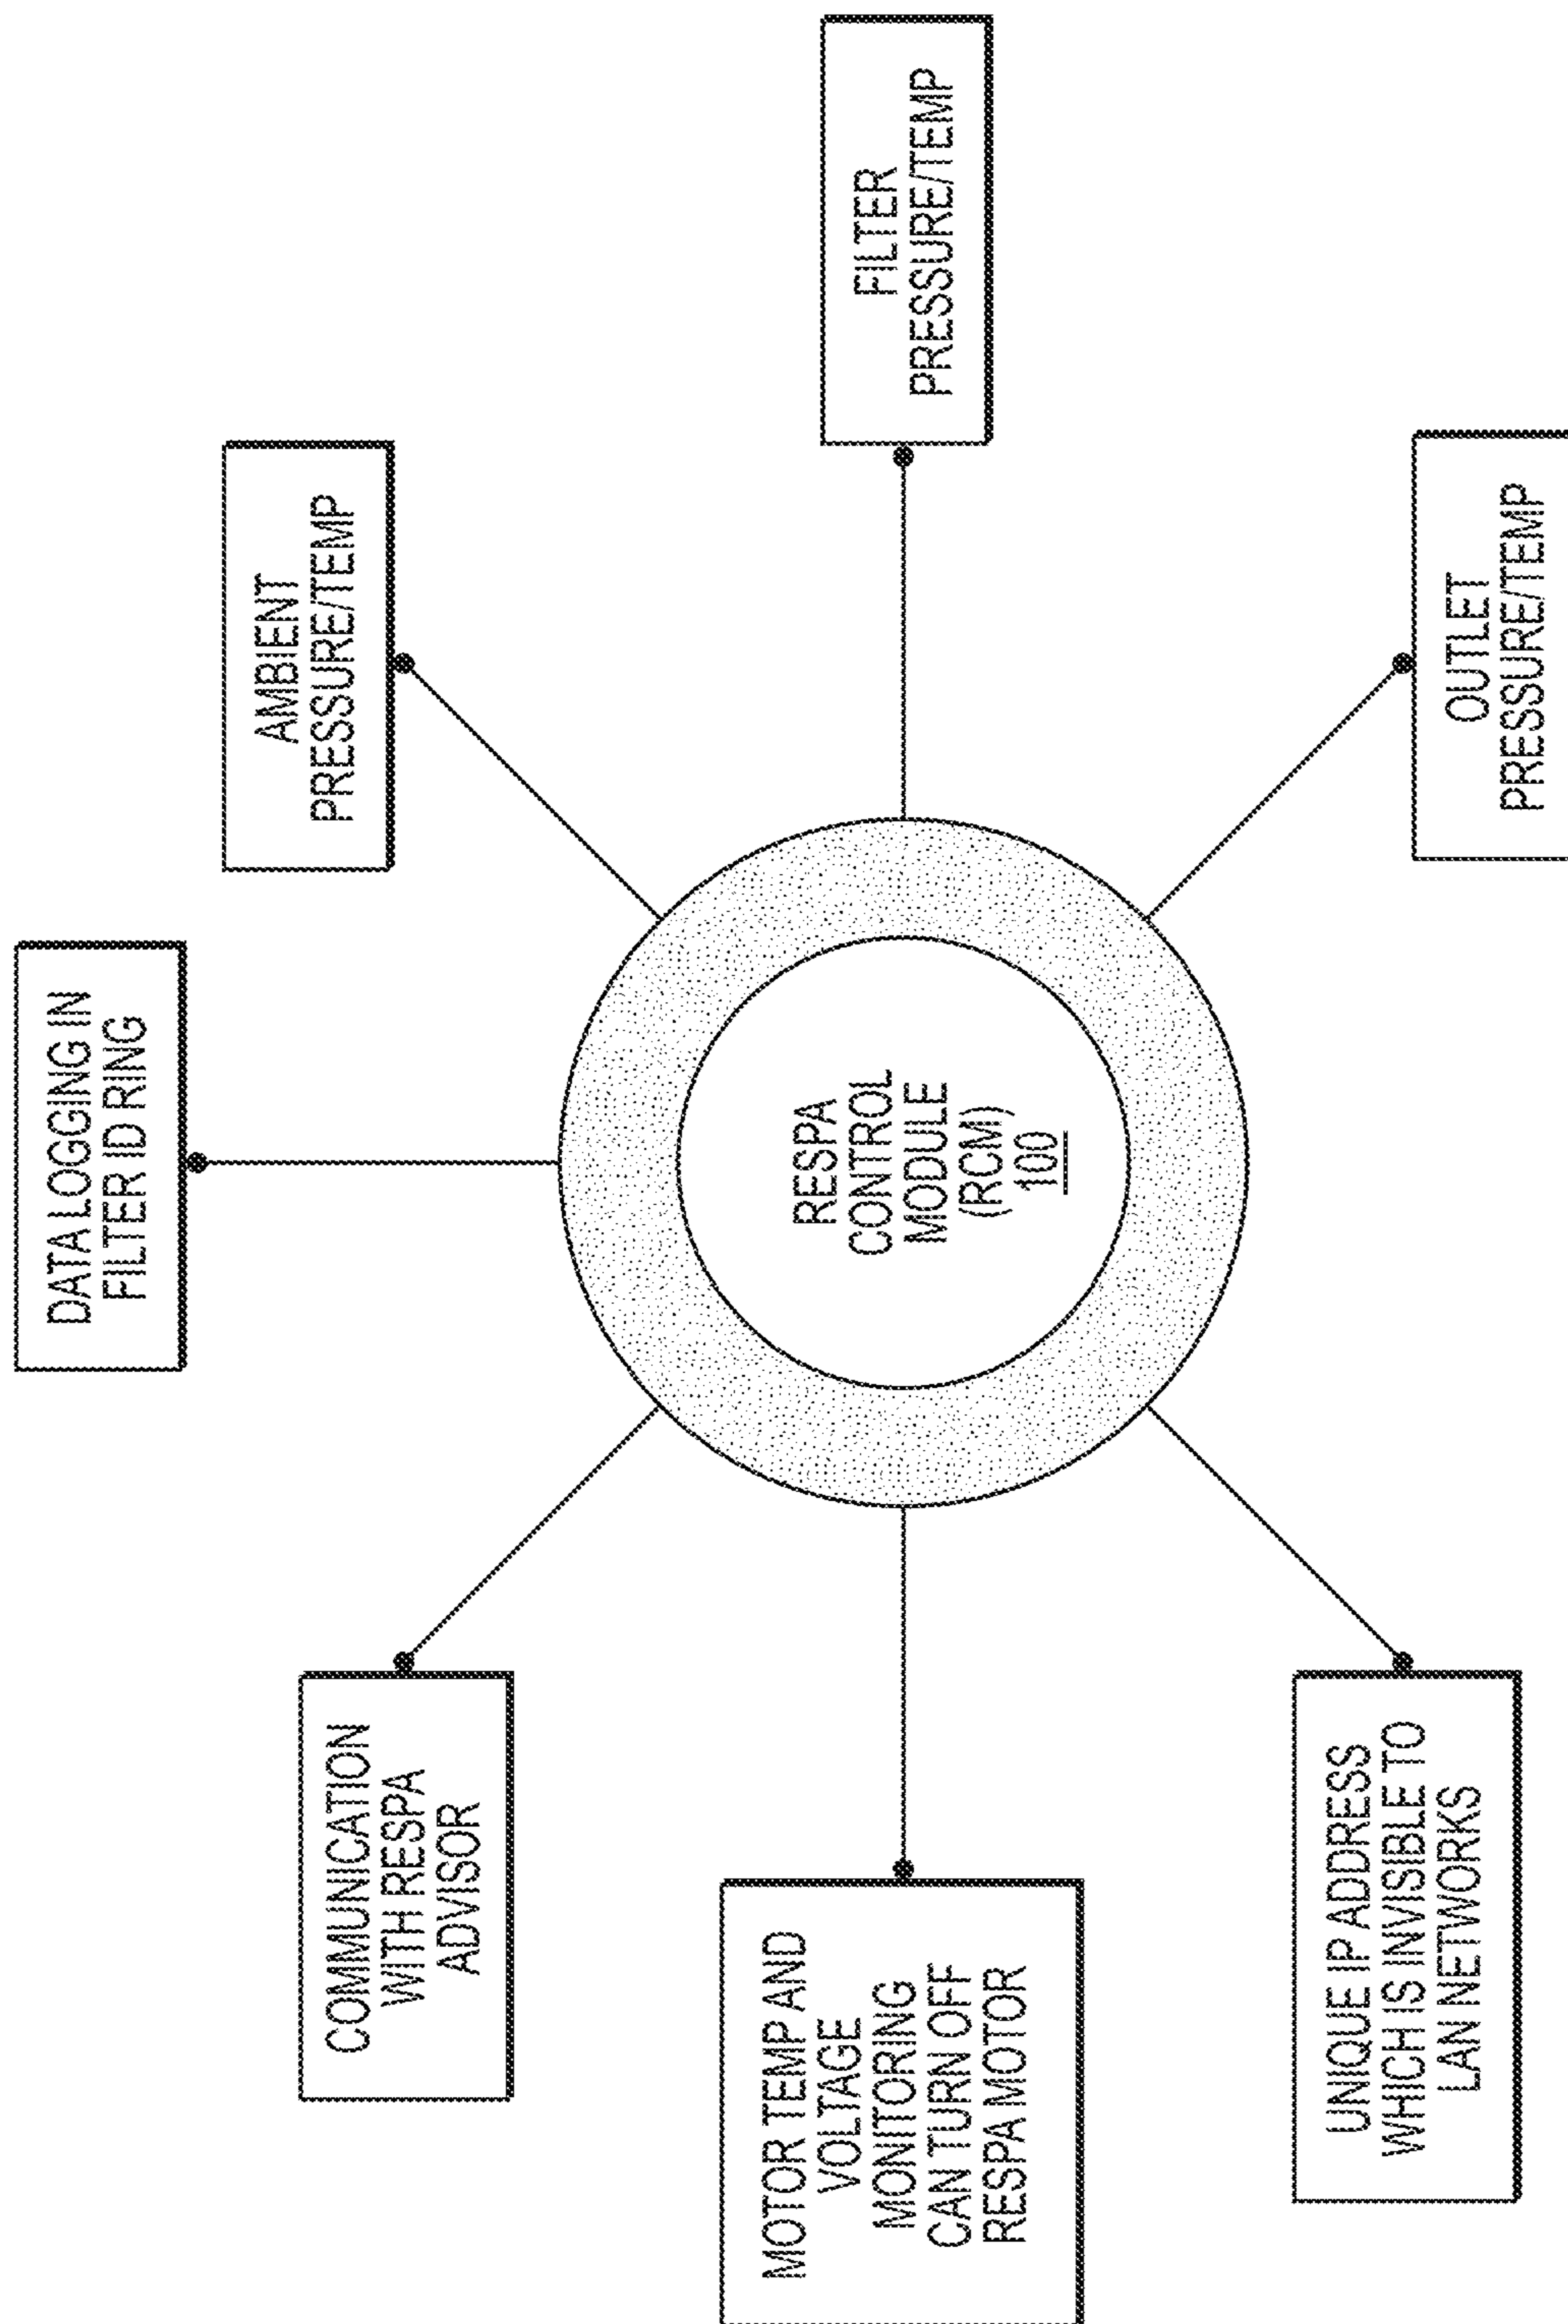 DATA LOGGING IN
FILTER ID RING
COMMUNICATION
WITH RESPA
ADVISOR
AMBIENT
PRESSURE/TEMP
MOTOR TEMP AND
VOLTAGE
MONITORING
CAN TURN OFF
RESPA MOTOR
RESPA
CONTROL
MODULE
(RCM)
100
FILTER
PRESSURE/TEMP
UNIQUE IP ADDRESS
WHICH IS INVISIBLE TO
LAN NETWORKS
OUTLET
PRESSURE/TEMP